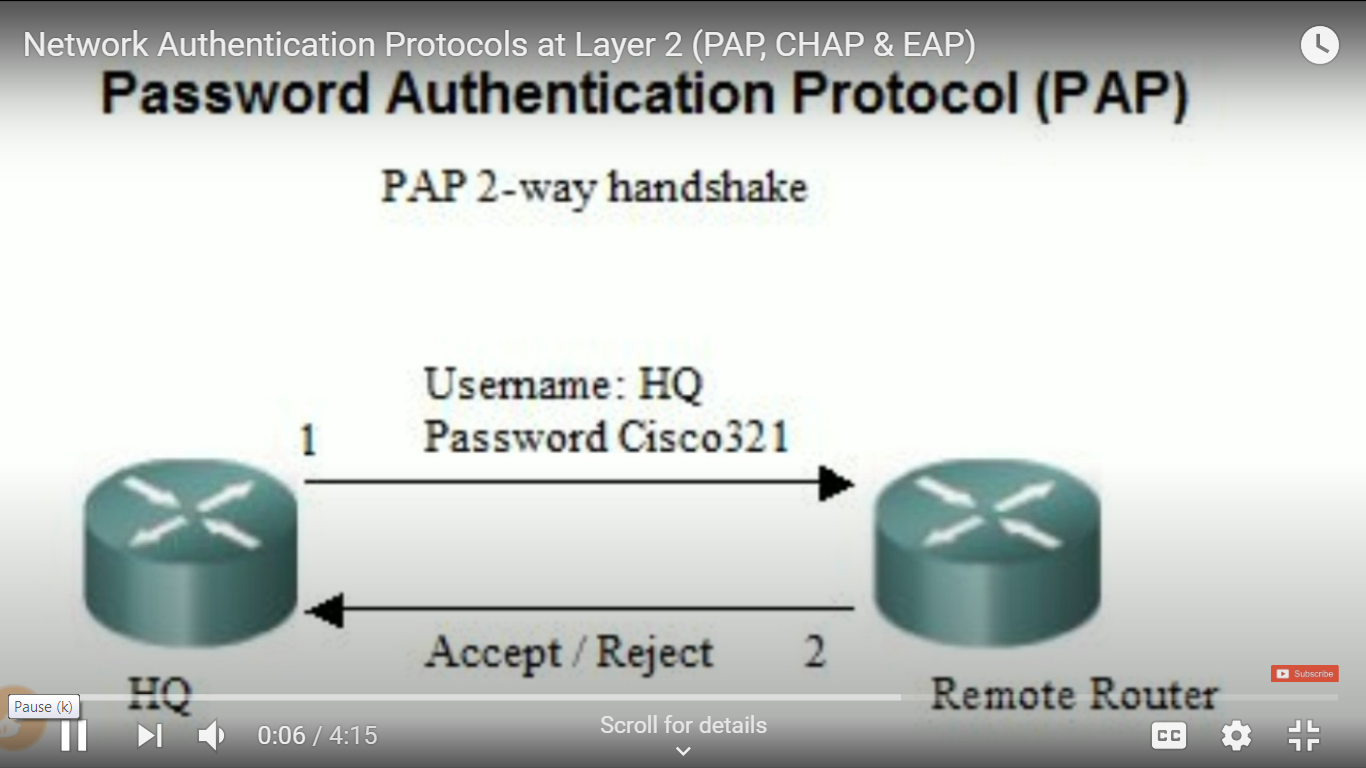 Network Authentication Protocols at Layer 2 (PAP, CHAP & EAP)
Password Authentication Protocol (PAP)
PAP 2-way handshake
Username: HQ
1
Password Cisco321
Accept / Reject
2
HQ
Remote Router
Subscribe
Pause (k)
0:06 / 4:15
Scroll for details
CC